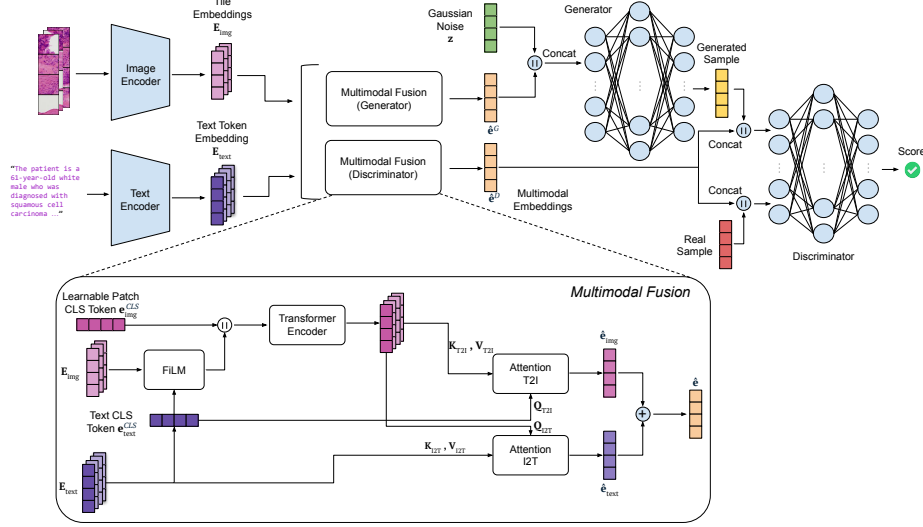 Tile
Embeddings
E_img
Image
Encoder
"The patient is a
61-year-old white
male who was
diagnosed with
squamous cell
carcinoma ..."
Text
Encoder
Text Token
Embedding
E_text
Multimodal Fusion
(Generator)
Multimodal Fusion
(Discriminator)
Gaussian
Noise
z
Concat
ê^G
ê^D
Multimodal
Embeddings
Generator
Generated
Sample
Concat
Concat
Real
Sample
Discriminator
Score
Multimodal Fusion
Learnable Patch
CLS Token e_img^CLS
E_img
FiLM
Transformer
Encoder
Text CLS
Token e_text^CLS
E_text
K_T2I , V_T2I
Q_T2I
Q_I2T
K_I2T , V_I2T
Attention
T2I
Attention
I2T
ê_img
ê_text
ê